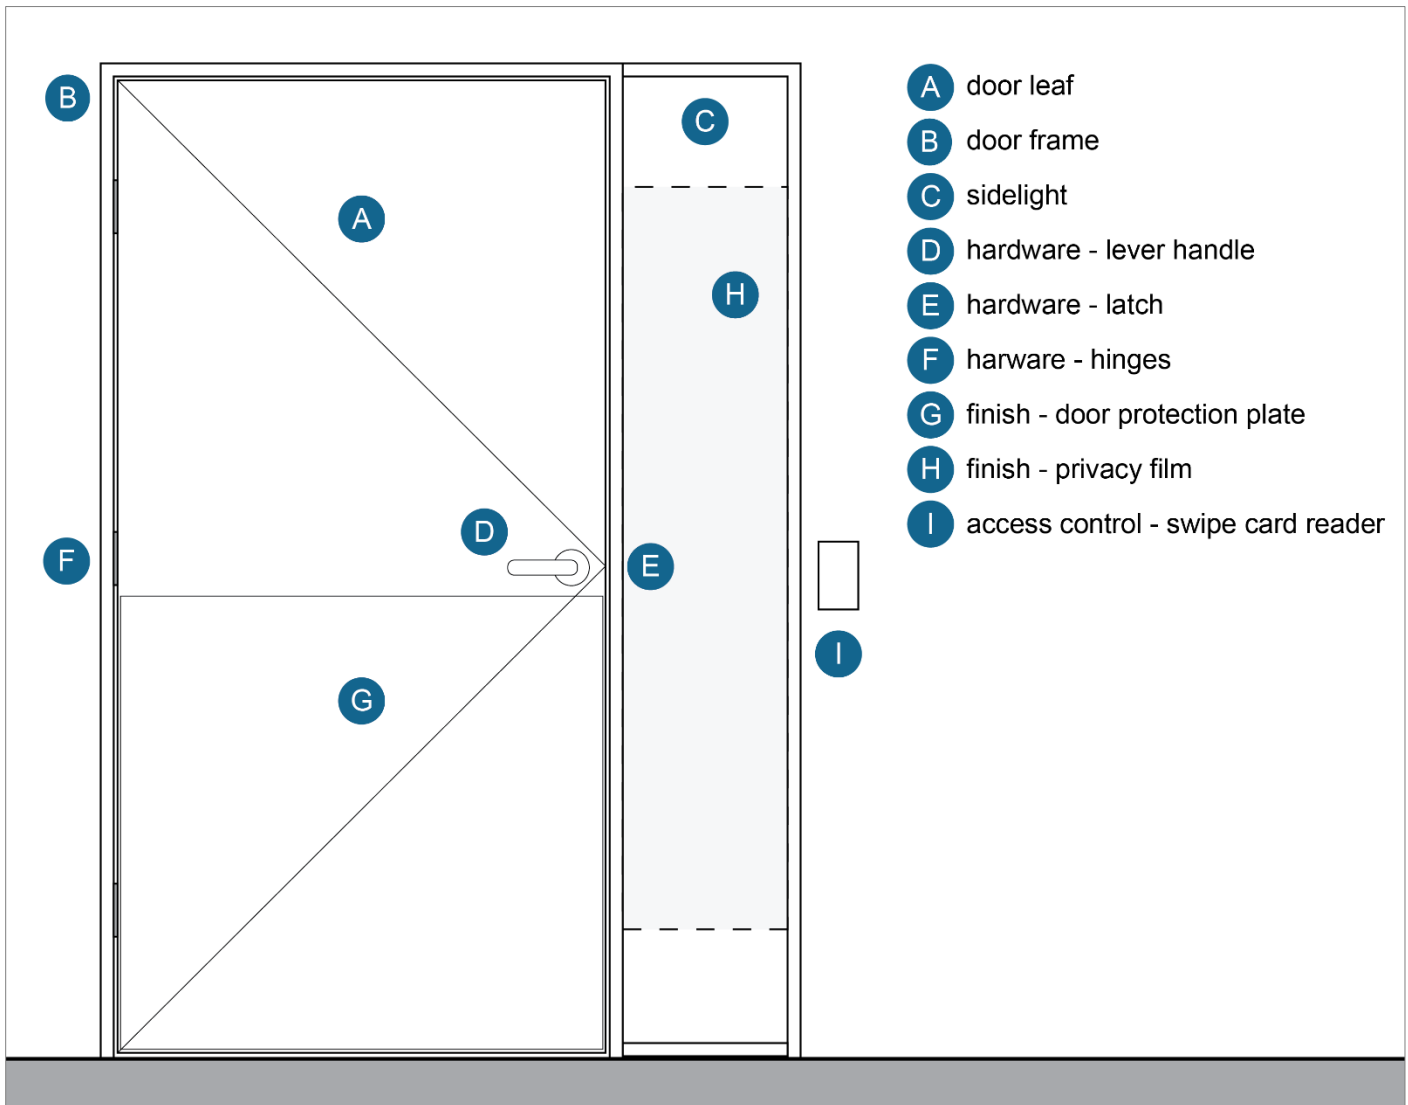 B
C
A
H
D
F
E
I
G
A door leaf
B door frame
C sidelight
D hardware - lever handle
E hardware - latch
F harware - hinges
G finish - door protection plate
H finish - privacy film
I access control - swipe card reader